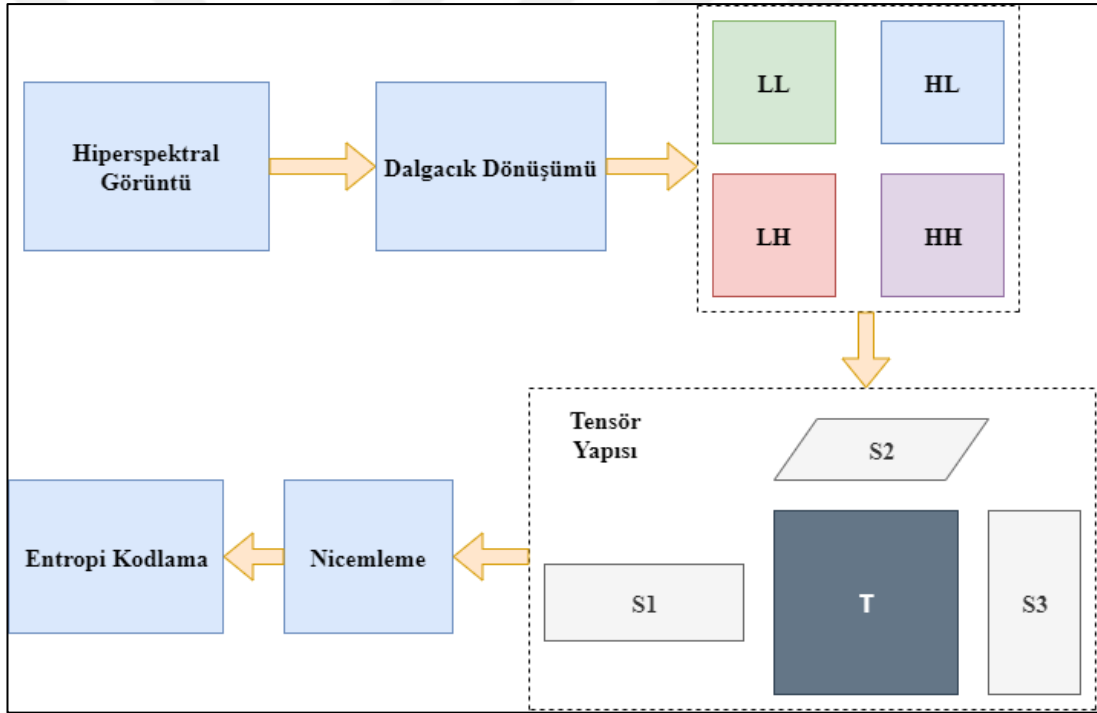 Hiperspektral
Görüntü
Dalgacık Dönüşümü
LL
HL
LH
HH
Tensör
Yapısı
S2
S1
T
S3
Nicemleme
Entropi Kodlama